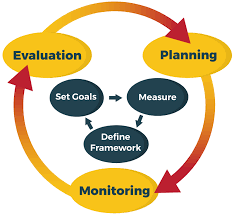 Evaluation
Planning
Set Goals
Measure
Define
Framework
Monitoring